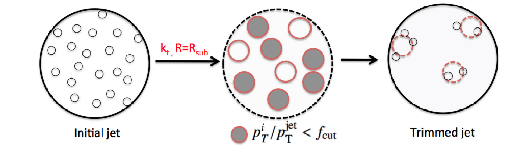 k_t, R=R_sub
Initial jet
p_T^i/p_T^jet < f_cut
Trimmed jet